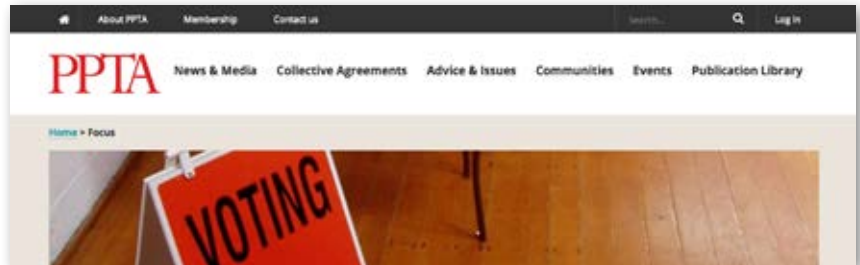 About PPTA Membership Contact us Search... Log in
PPTA News & Media Collective Agreements Advice & Issues Communities Events Publication Library
Home > Focus
VOTING